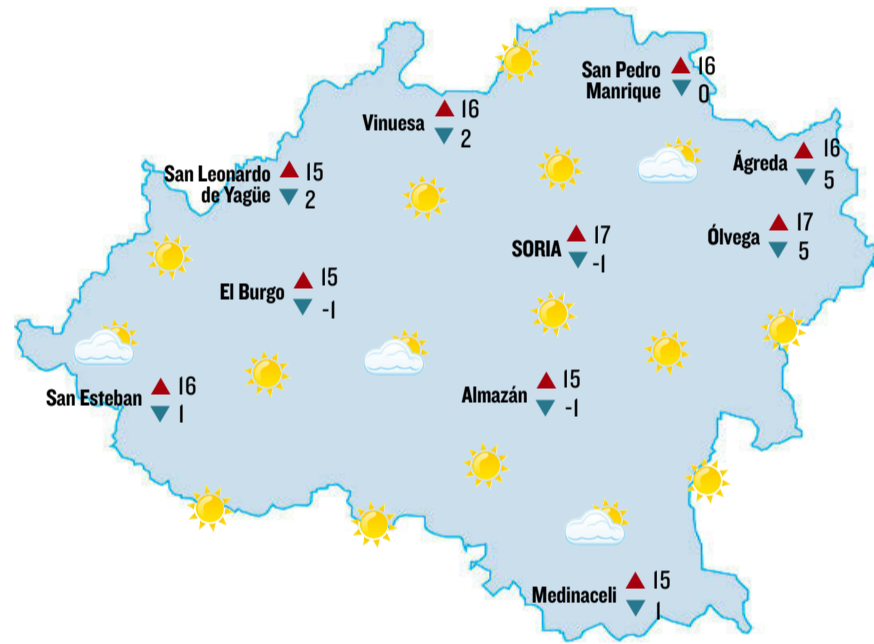 San Pedro
Manrique
16
0
Vinuesa
16
2
Ágreda
16
5
San Leonardo
de Yagüe
15
2
Ólvega
17
5
SORIA
17
-1
El Burgo
15
-1
San Esteban
16
1
Almazán
15
-1
Medinaceli
15
1